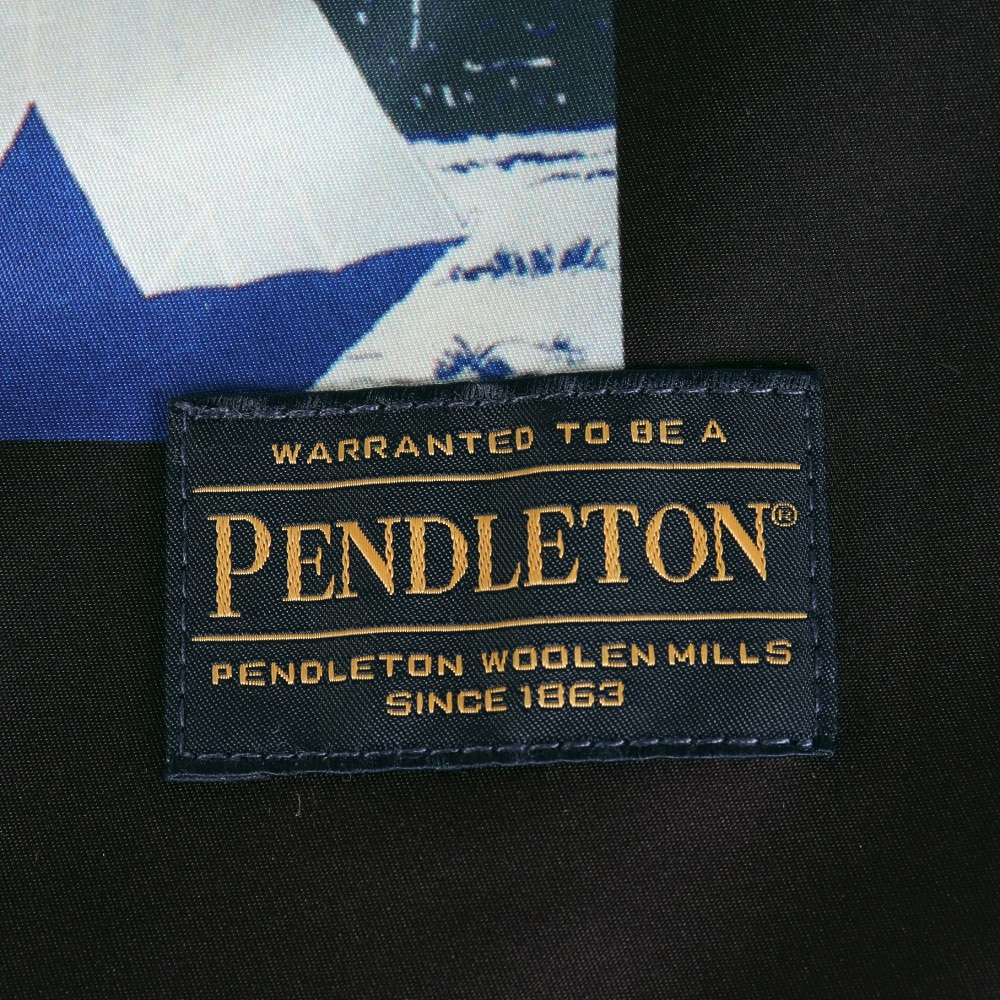 WARRANTED TO BE A
PENDLETON®
PENDLETON WOOLEN MILLS
SINCE 1863